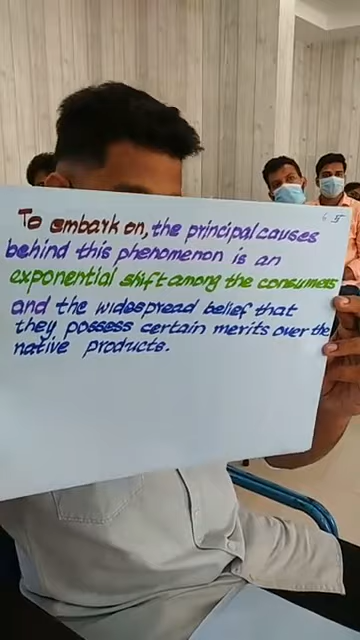 To embark on, the principal causes
behind this phenomenon is an
exponential shift among the consumers
and the widespread belief that
they possess certain merits over the
native products.